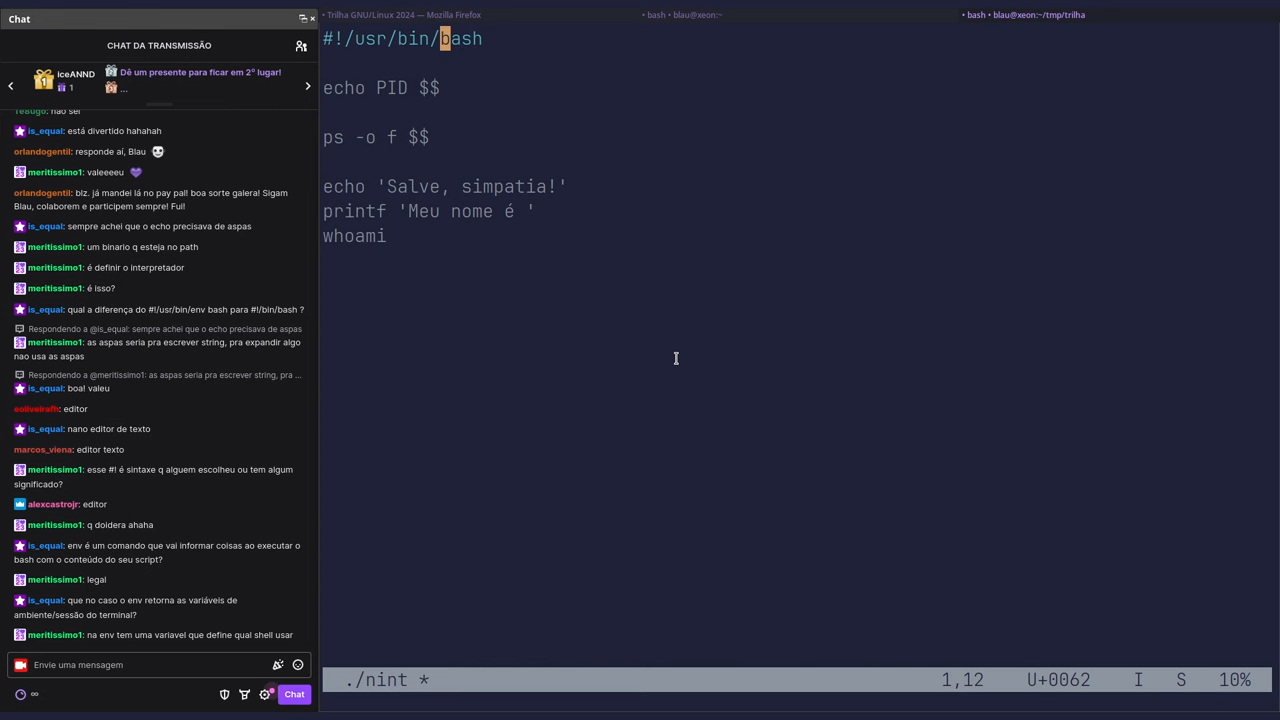 Chat
CHAT DA TRANSMISSÃO
1
iceANND
1
Dê um presente para ficar em 2º lugar!
...
is_equal: está divertido hahahah
orlandogentil: responde aí, Blau
meritissimo1: valeeeeu
orlandogentil: blz. já mandei lá no pay pal! boa sorte galera! Sigam
Blau, colaborem e participem sempre! Fui!
is_equal: sempre achei que o echo precisava de aspas
meritissimo1: um binario q esteja no path
meritissimo1: é definir o interpretador
meritissimo1: é isso?
is_equal: qual a diferença do #!/usr/bin/env bash para #!/bin/bash ?
Respondendo a @is_equal: sempre achei que o echo precisava de aspas
meritissimo1: as aspas seria pra escrever string, pra expandir algo
nao usa as aspas
Respondendo a @meritissimo1: as aspas seria pra escrever string, pra ...
is_equal: boa! valeu
: editor
is_equal: nano editor de texto
marcos_viena: editor texto
meritissimo1: esse #! é sintaxe q alguem escolheu ou tem algum
significado?
alexcastrojr: editor
meritissimo1: q doidera ahaha
is_equal: env é um comando que vai informar coisas ao executar o
bash com o conteúdo do seu script?
meritissimo1: legal
is_equal: que no caso o env retorna as variáveis de
ambiente/sessão do terminal?
meritissimo1: na env tem uma variavel que define qual shell usar
Envie uma mensagem
Chat
• Trilha GNU/Linux 2024 — Mozilla Firefox
• bash • blau@xeon:~
• bash • blau@xeon:~/tmp/trilha
#!/usr/bin/bash
echo PID $$
ps -o f $$
echo 'Salve, simpatia!'
printf 'Meu nome é '
whoami
./nint * 1,12 U+0062 I S 10%